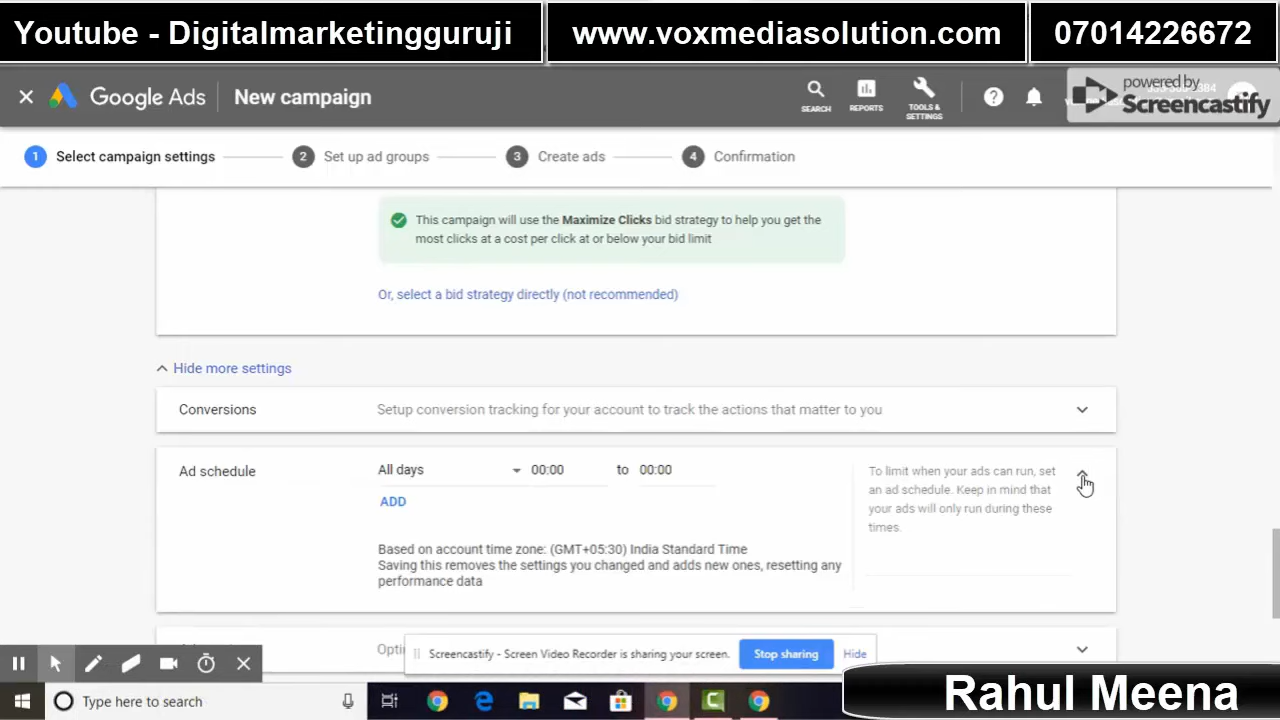 Youtube - Digitalmarketingguruji
www.voxmediasolution.com
07014226672
Google Ads
New campaign
SEARCH
REPORTS
TOOLS & SETTINGS
powered by
Screencastify
1 Select campaign settings
2 Set up ad groups
3 Create ads
4 Confirmation
This campaign will use the Maximize Clicks bid strategy to help you get the
most clicks at a cost per click at or below your bid limit
Or, select a bid strategy directly (not recommended)
Hide more settings
Conversions
Setup conversion tracking for your account to track the actions that matter to you
Ad schedule
All days
00:00 to 00:00
ADD
To limit when your ads can run, set
an ad schedule. Keep in mind that
your ads will only run during these
times.
Based on account time zone: (GMT+05:30) India Standard Time
Saving this removes the settings you changed and adds new ones, resetting any
performance data
Screencastify - Screen Video Recorder is sharing your screen.
Stop sharing
Hide
Type here to search
Rahul Meena